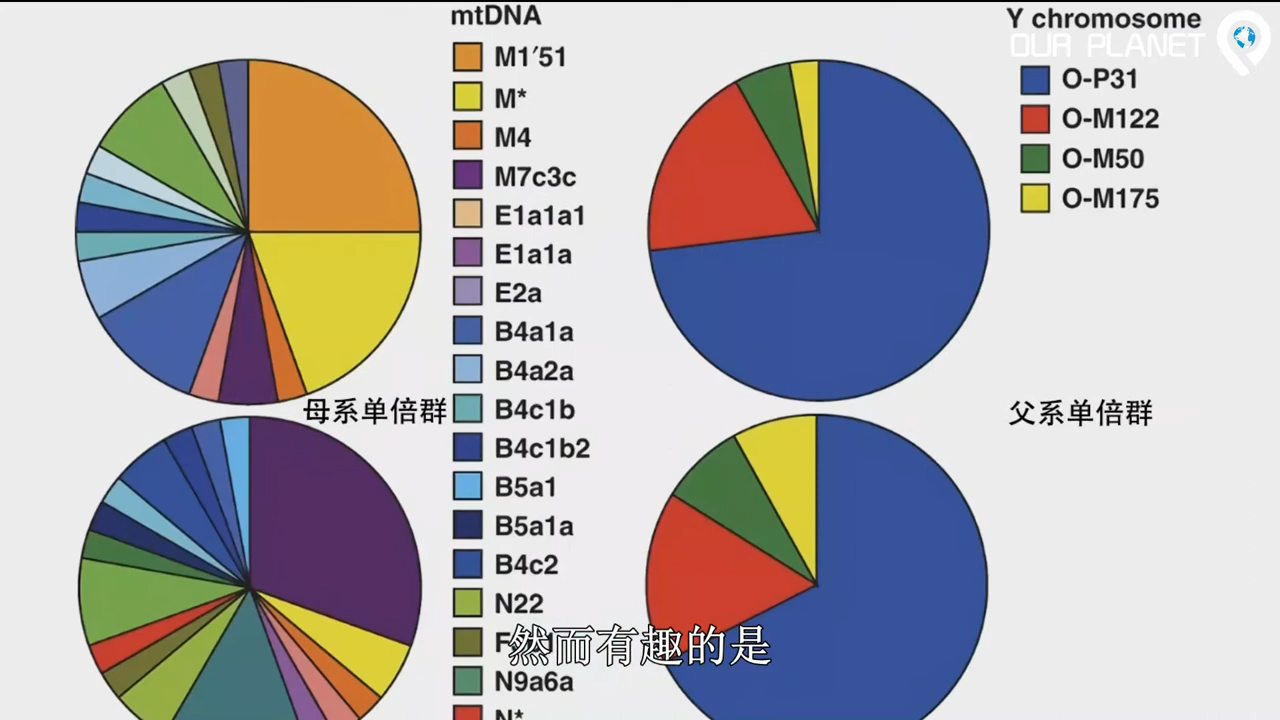 mtDNA
M1′51
M*
M4
M7c3c
E1a1a1
E1a1a
E2a
B4a1a
B4a2a
B4c1b
B4c1b2
B5a1
B5a1a
B4c2
N22
N9a6a
N*
母系单倍群
Y chromosome
OUR PLANET
O-P31
O-M122
O-M50
O-M175
父系单倍群
然而有趣的是